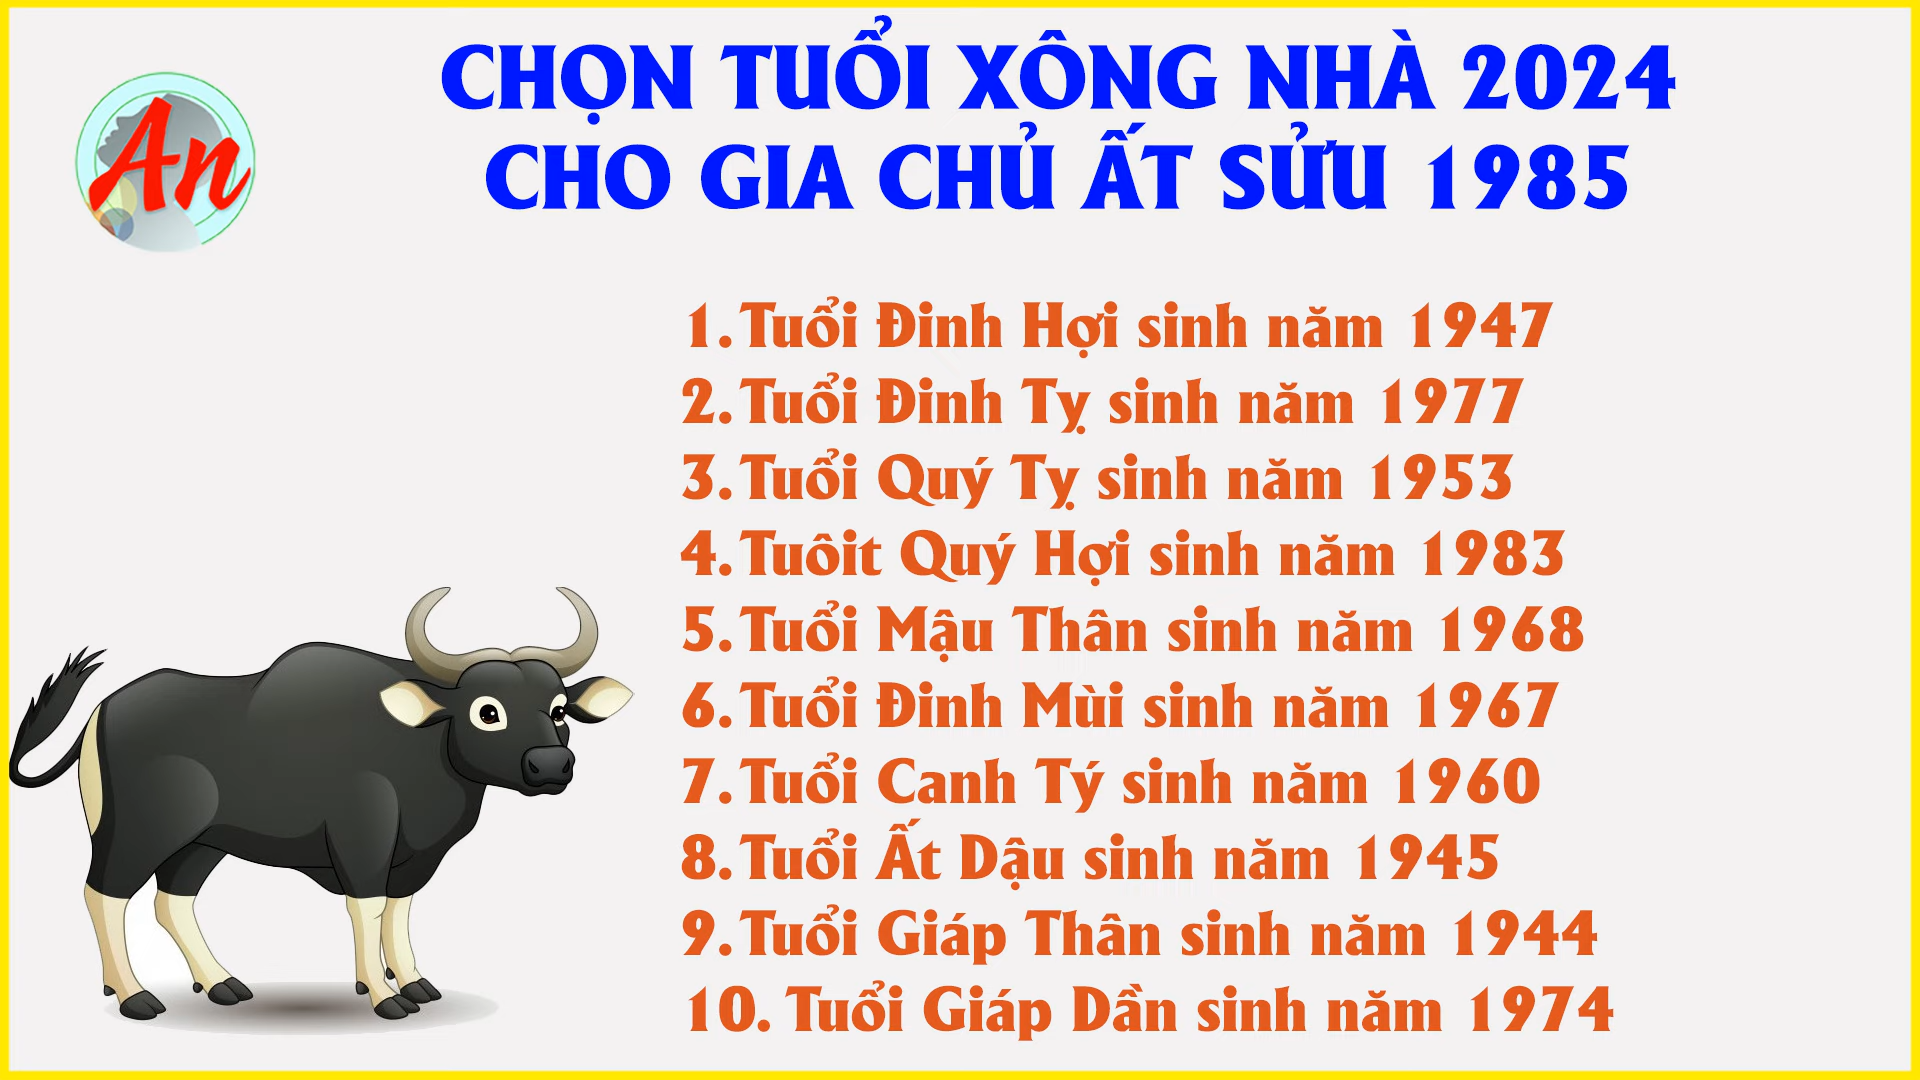 An
CHỌN TUỔI XÔNG NHÀ 2024
CHO GIA CHỦ ẤT SỬU 1985
1. Tuổi Đinh Hợi sinh năm 1947
2. Tuổi Đinh Tỵ sinh năm 1977
3. Tuổi Quý Tỵ sinh năm 1953
4. Tuôit Quý Hợi sinh năm 1983
5. Tuổi Mậu Thân sinh năm 1968
6. Tuổi Đinh Mùi sinh năm 1967
7. Tuổi Canh Tý sinh năm 1960
8. Tuổi Ất Dậu sinh năm 1945
9. Tuổi Giáp Thân sinh năm 1944
10. Tuổi Giáp Dần sinh năm 1974